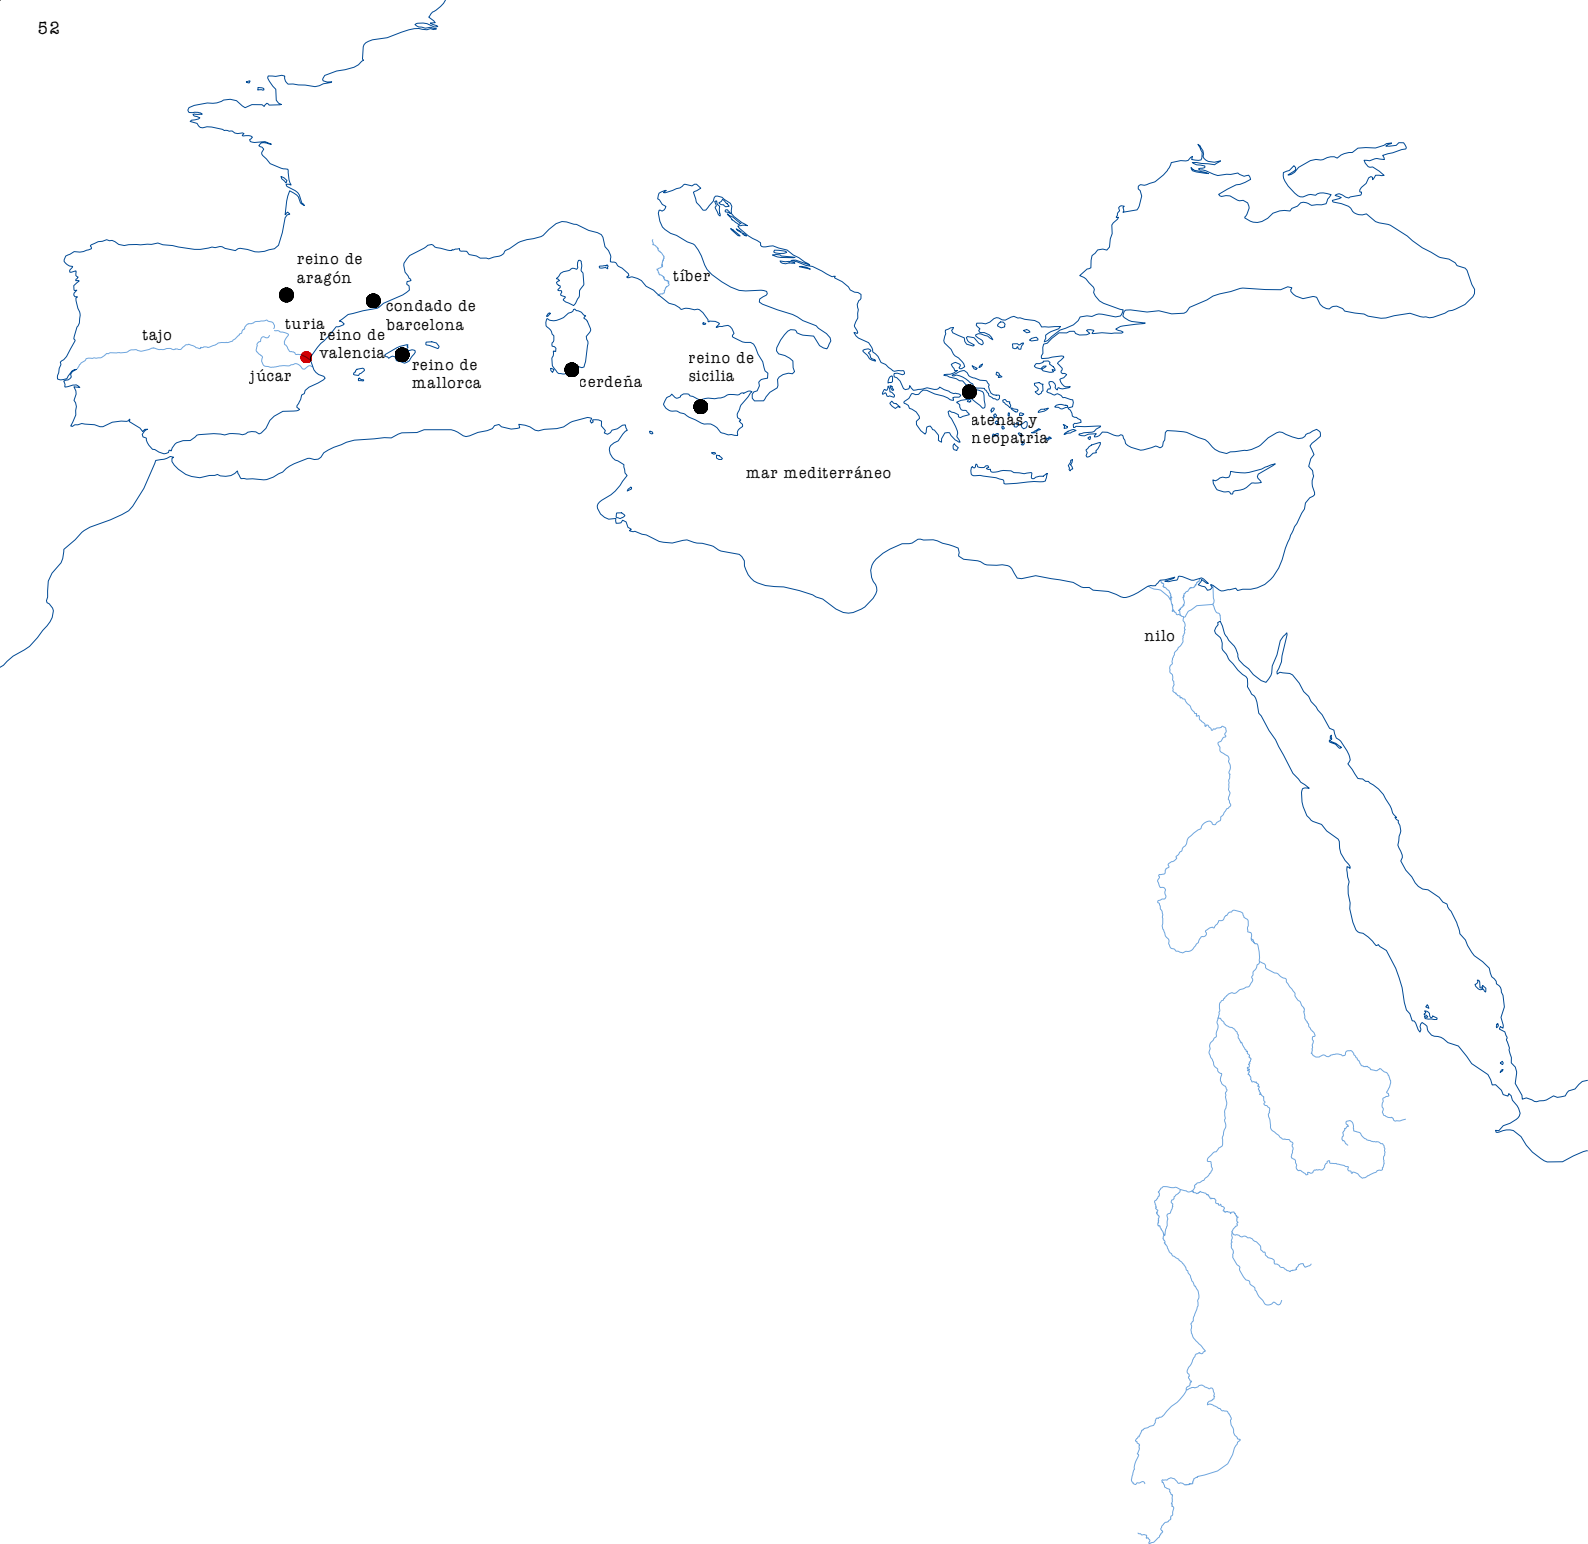 52
reino de
aragón
tíber
condado de
barcelona
turia
tajo
reino de
valencia
reino de
mallorca
júcar
cerdeña
reino de
sicilia
atenas y
neopatria
mar mediterráneo
nilo